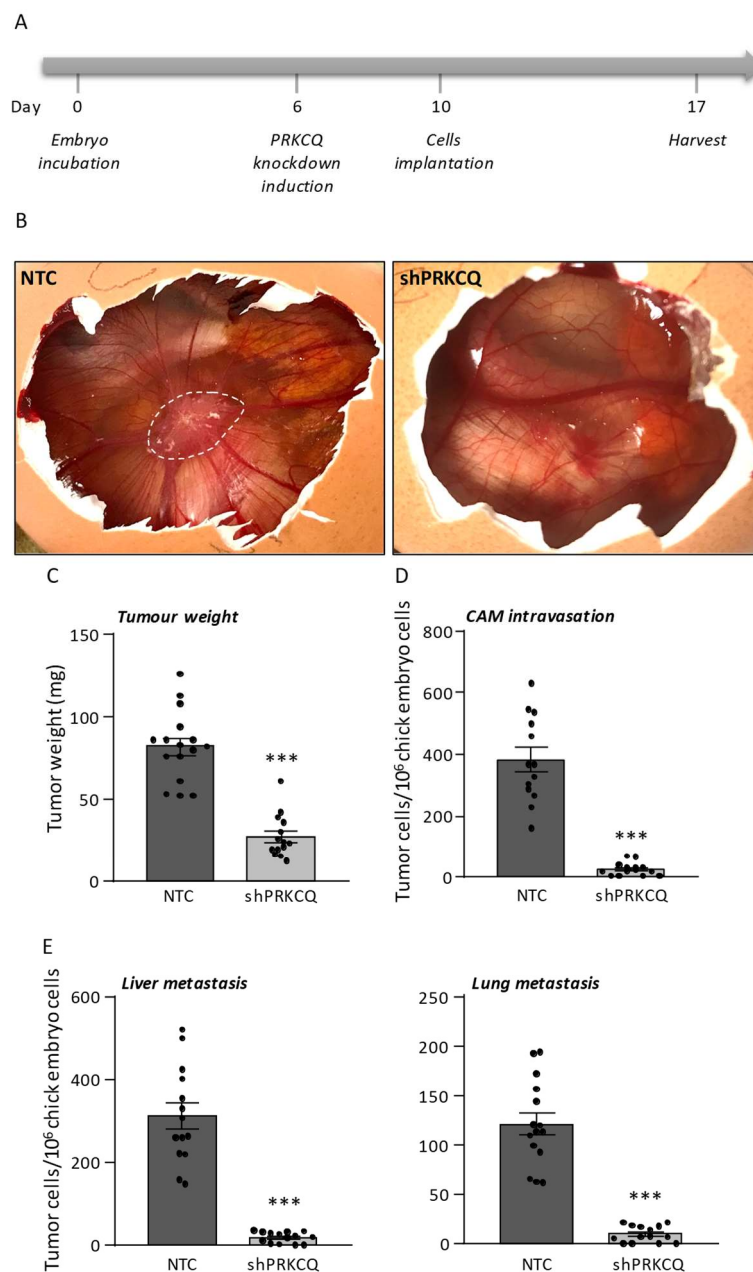 A
Day 0 6 10 17
Embryo incubation
PRKCQ knockdown induction
Cells implantation
Harvest
B
NTC
shPRKCQ
C
Tumour weight
Tumor weight (mg)
150
100
50
0
***
NTC shPRKCQ
D
CAM intravasation
Tumor cells/10⁶ chick embryo cells
800
600
400
200
0
***
NTC shPRKCQ
E
Liver metastasis
Tumor cells/10⁶ chick embryo cells
600
400
200
0
***
NTC shPRKCQ
Lung metastasis
250
200
150
100
50
0
***
NTC shPRKCQ